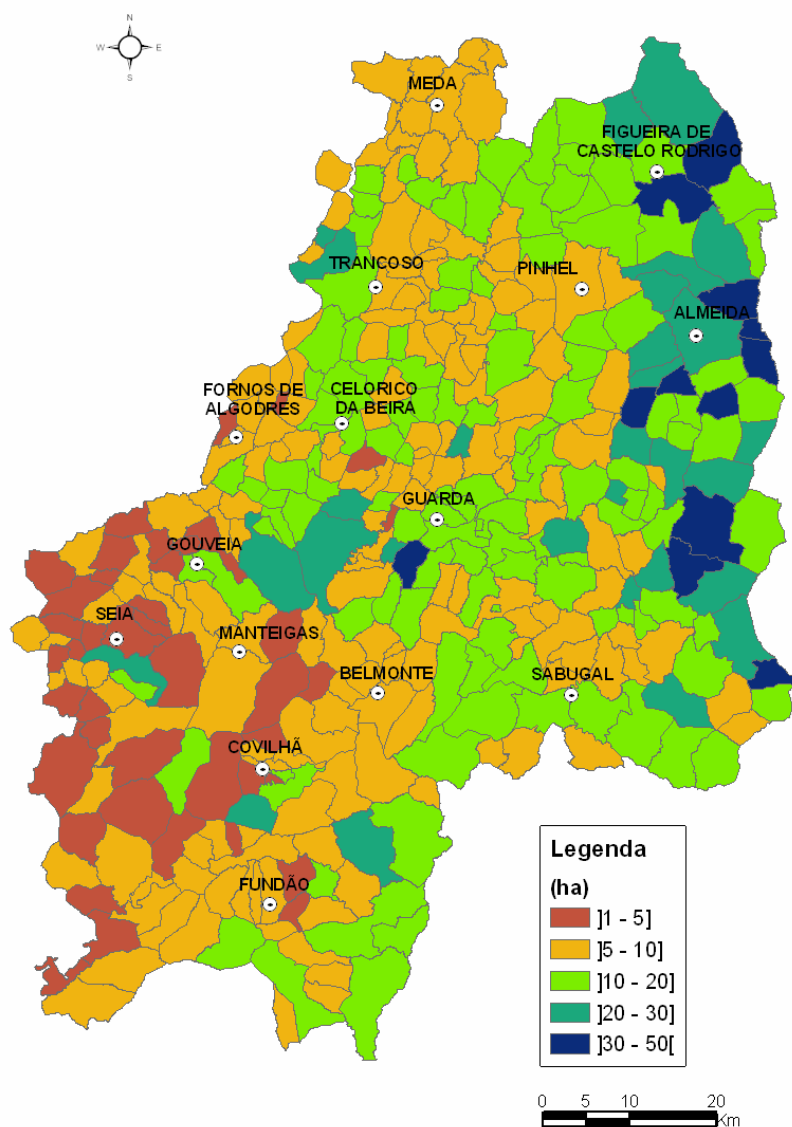 N
W E
S
MEDA
FIGUEIRA DE
CASTELO RODRIGO
TRANCOSO
PINHEL
ALMEIDA
FORNOS DE
ALGODRES
CELORICO
DA BEIRA
GUARDA
GOUVEIA
SEIA
MANTEIGAS
BELMONTE
SABUGAL
COVILHÃ
FUNDÃO
Legenda
(ha)
]1 - 5]
]5 - 10]
]10 - 20]
]20 - 30]
]30 - 50[
0 5 10 20
Km